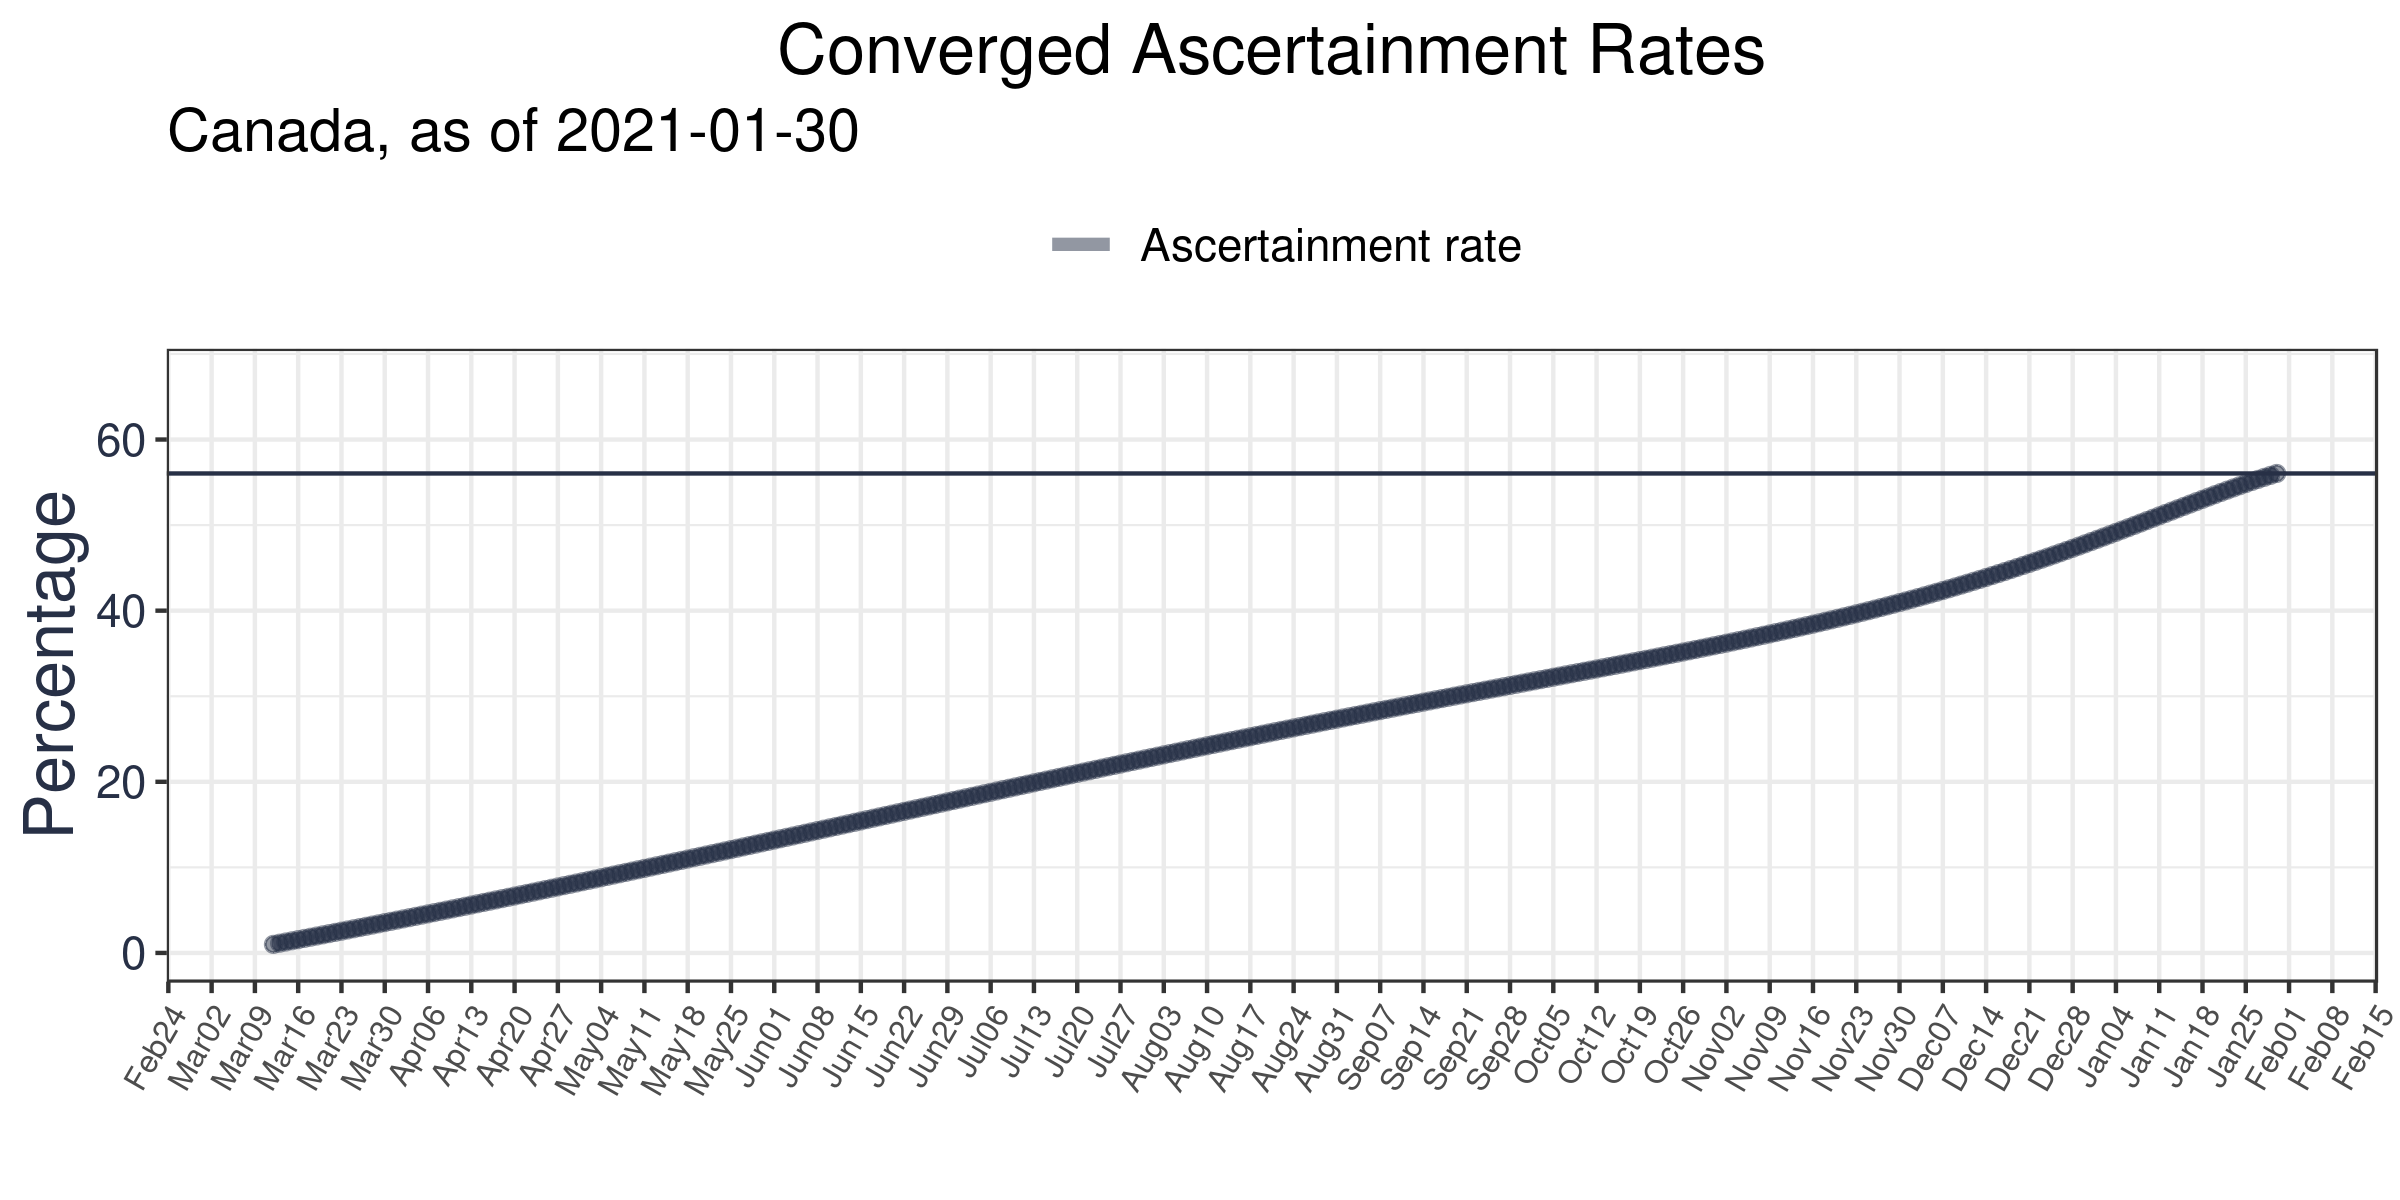 Converged Ascertainment Rates
Canada, as of 2021-01-30
Ascertainment rate
Percentage
60
40
20
0
Feb24 Mar02 Mar09 Mar16 Mar23 Mar30 Apr06 Apr13 Apr20 Apr27 May04 May11 May18 May25 Jun01 Jun08 Jun15 Jun22 Jun29 Jul06 Jul13 Jul20 Jul27 Aug03 Aug10 Aug17 Aug24 Aug31 Sep07 Sep14 Sep21 Sep28 Oct05 Oct12 Oct19 Oct26 Nov02 Nov09 Nov16 Nov23 Nov30 Dec07 Dec14 Dec21 Dec28 Jan04 Jan11 Jan18 Jan25 Feb01 Feb08 Feb15